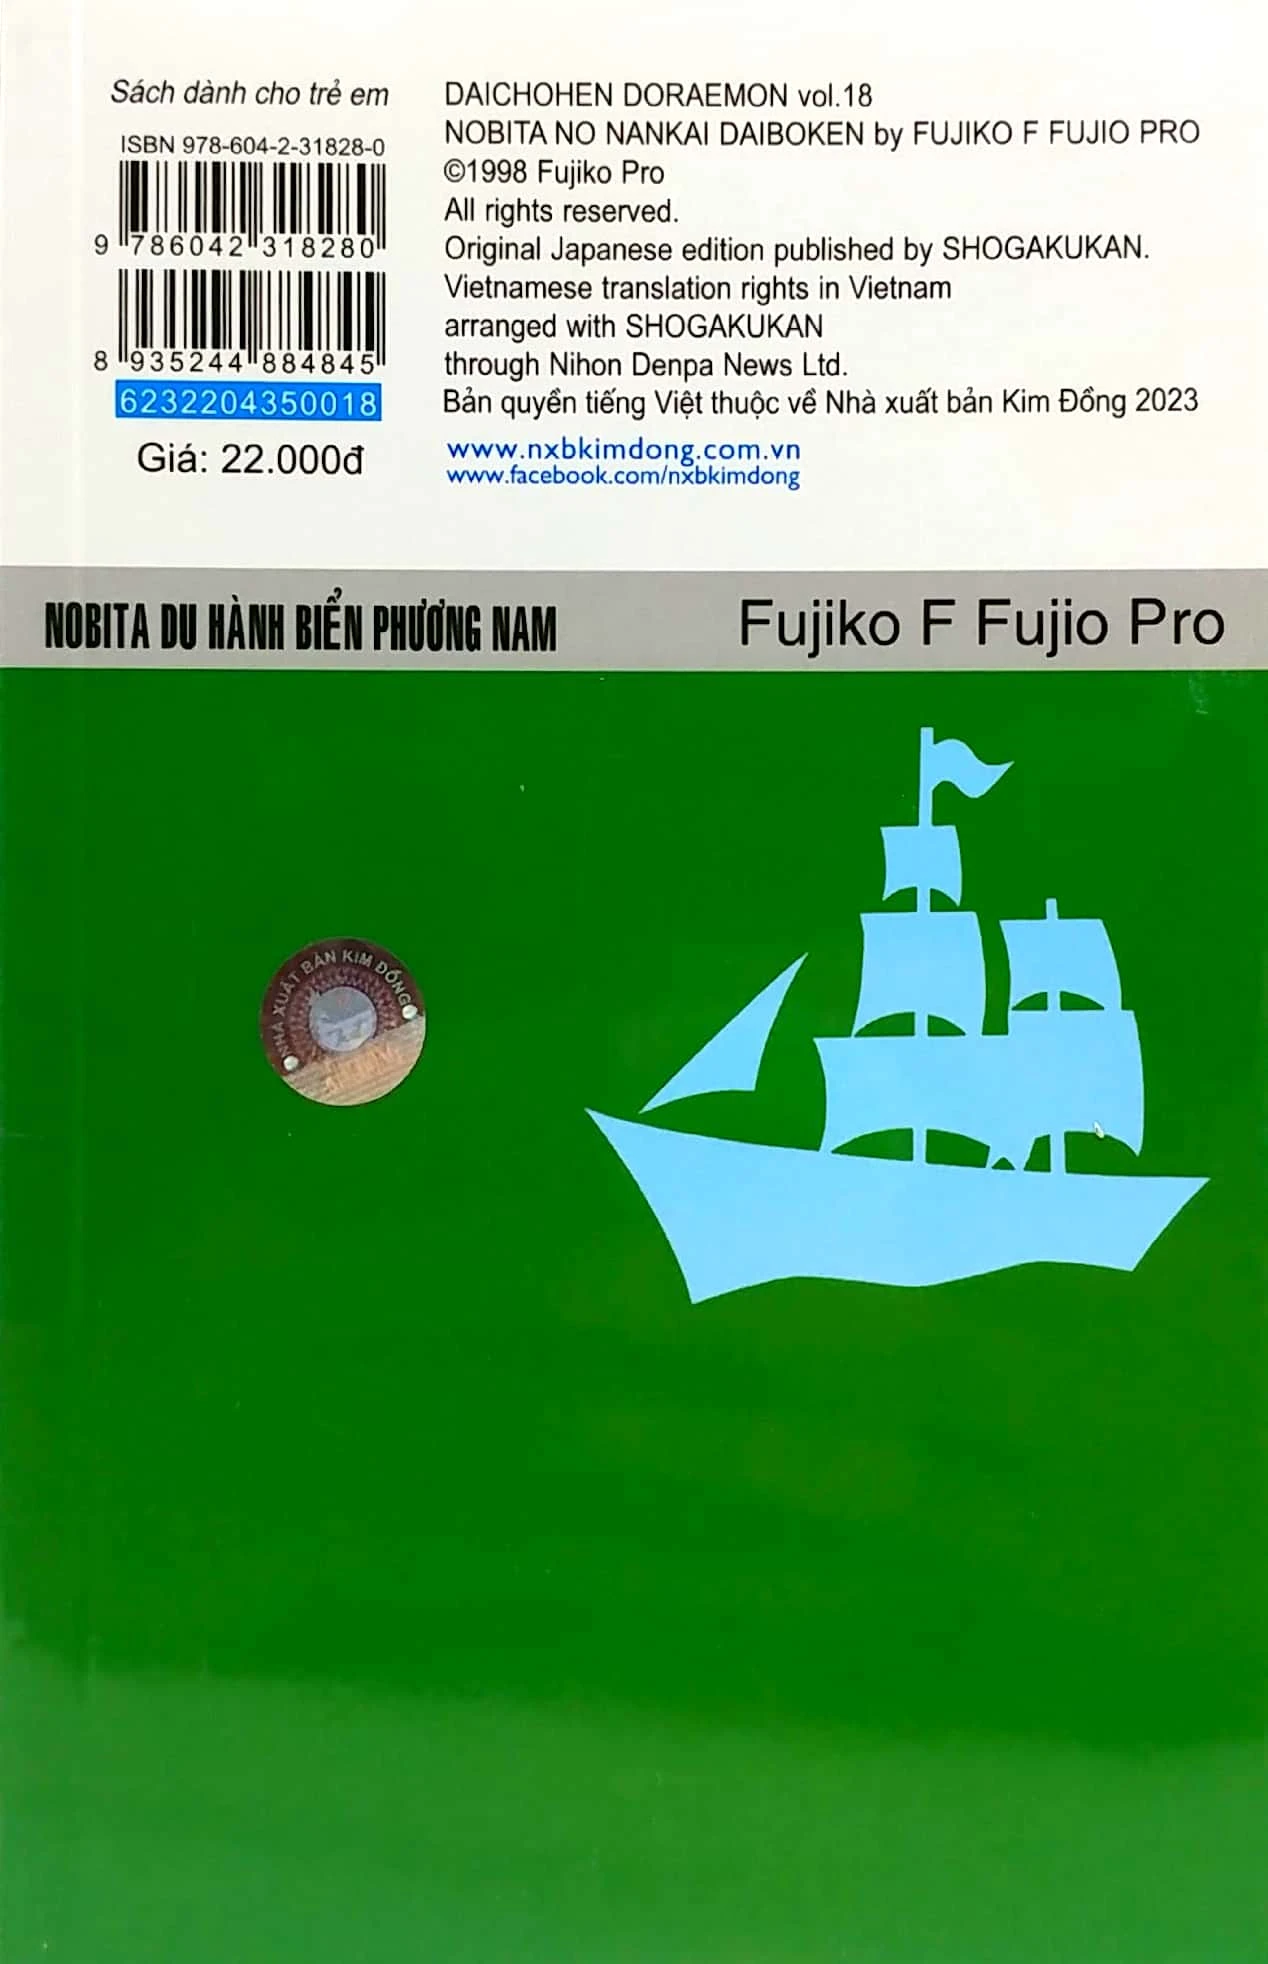 Sách dành cho trẻ em
ISBN 978-604-2-31828-0
9 786042 318280
8 935244 884845
6232204350018
Giá: 22.000đ
DAICHOHEN DORAEMON vol.18
NOBITA NO NANKAI DAIBOKEN by FUJIKO F FUJIO PRO
©1998 Fujiko Pro
All rights reserved.
Original Japanese edition published by SHOGAKUKAN.
Vietnamese translation rights in Vietnam
arranged with SHOGAKUKAN
through Nihon Denpa News Ltd.
Bản quyền tiếng Việt thuộc về Nhà xuất bản Kim Đồng 2023
www.nxbkimdong.com.vn
www.facebook.com/nxbkimdong
NOBITA DU HÀNH BIỂN PHƯƠNG NAM
Fujiko F Fujio Pro
NHÀ XUẤT BẢN KIM ĐỒNG